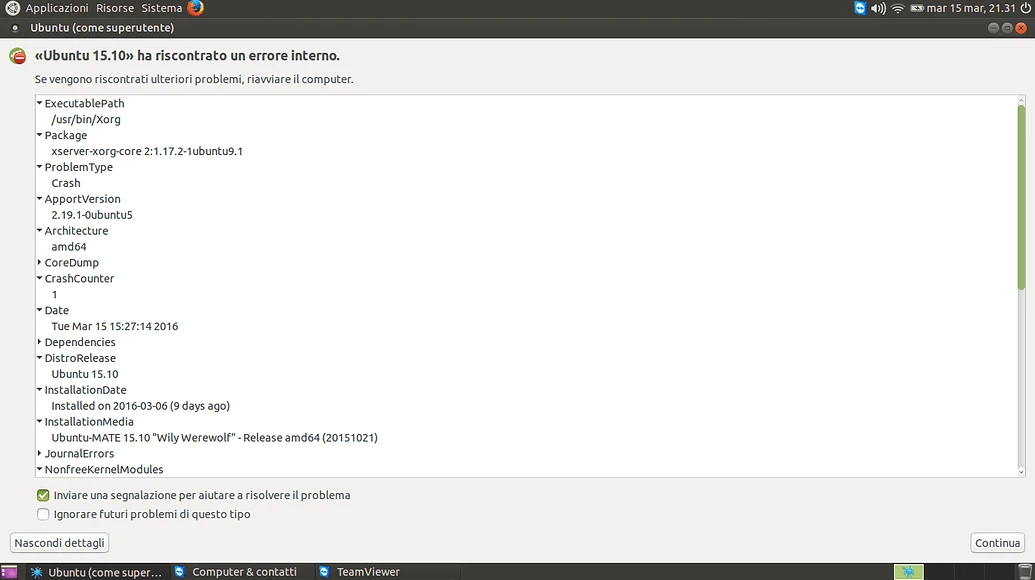 Applicazioni Risorse Sistema mar 15 mar, 21.31
Ubuntu (come superutente)
«Ubuntu 15.10» ha riscontrato un errore interno.
Se vengono riscontrati ulteriori problemi, riavviare il computer.
ExecutablePath
/usr/bin/Xorg
Package
xserver-xorg-core 2:1.17.2-1ubuntu9.1
ProblemType
Crash
ApportVersion
2.19.1-0ubuntu5
Architecture
amd64
CoreDump
CrashCounter
1
Date
Tue Mar 15 15:27:14 2016
Dependencies
DistroRelease
Ubuntu 15.10
InstallationDate
Installed on 2016-03-06 (9 days ago)
InstallationMedia
Ubuntu-MATE 15.10 "Wily Werewolf" - Release amd64 (20151021)
JournalErrors
NonfreeKernelModules
Inviare una segnalazione per aiutare a risolvere il problema
Ignorare futuri problemi di questo tipo
Nascondi dettagli Continua
Ubuntu (come super... Computer & contatti TeamViewer